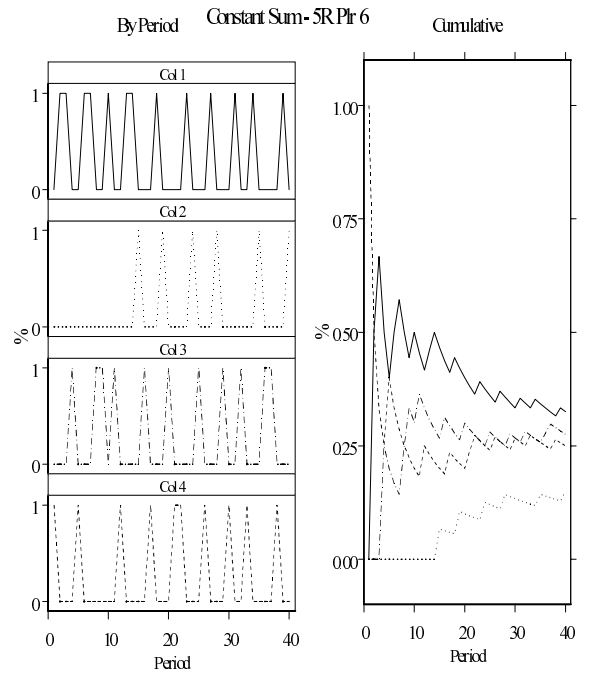 Constant Sum - 5R Plr 6
By Period
Cumulative
Col 1
1
0
Col 2
1
0
%
Col 3
1
0
Col 4
1
0
0 10 20 30 40
Period
1.00
0.75
%
0.50
0.25
0.00
0 10 20 30 40
Period